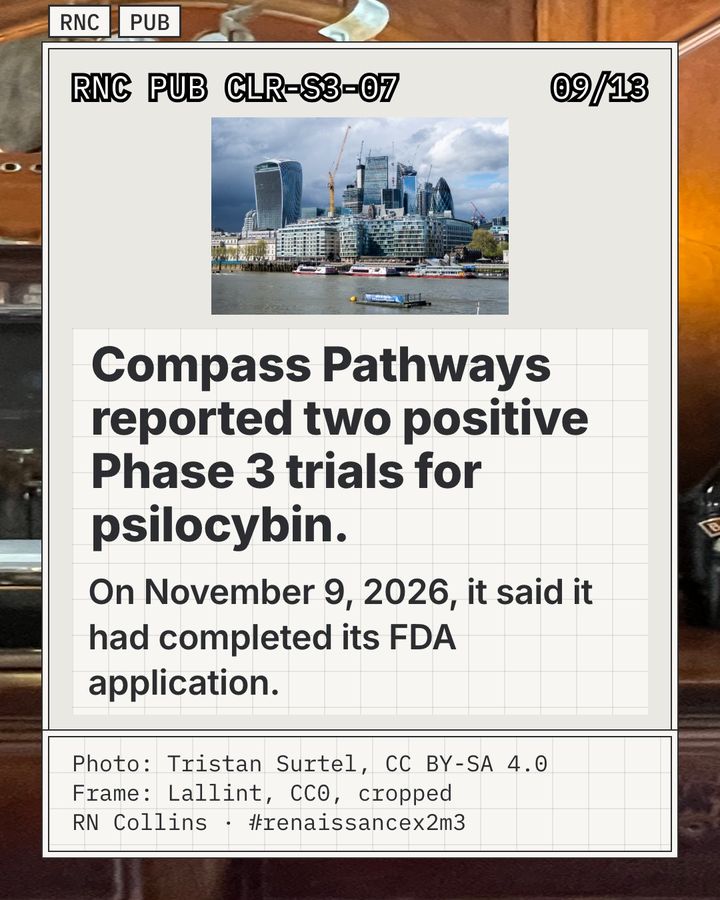 RNC PUB
RNC PUB CLR-S3-07 09/13
Compass Pathways
reported two positive
Phase 3 trials for
psilocybin.
On November 9, 2026, it said it
had completed its FDA
application.
Photo: Tristan Surtel, CC BY-SA 4.0
Frame: Lallint, CC0, cropped
RN Collins · #renaissancex2m3